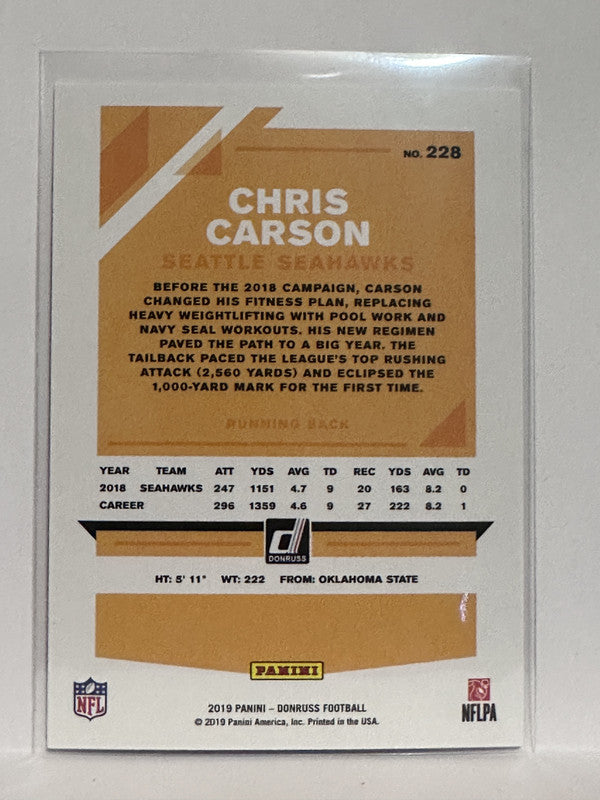 NO. 228
CHRIS
CARSON
SEATTLE SEAHAWKS
BEFORE THE 2018 CAMPAIGN, CARSON
CHANGED HIS FITNESS PLAN, REPLACING
HEAVY WEIGHTLIFTING WITH POOL WORK AND
NAVY SEAL WORKOUTS. HIS NEW REGIMEN
PAVED THE PATH TO A BIG YEAR. THE
TAILBACK PACED THE LEAGUE'S TOP RUSHING
ATTACK (2,560 YARDS) AND ECLIPSED THE
1,000-YARD MARK FOR THE FIRST TIME.
RUNNING BACK
YEAR TEAM ATT YDS AVG TD REC YDS AVG TD
2018 SEAHAWKS 247 1151 4.7 9 20 163 8.2 0
CAREER 296 1359 4.6 9 27 222 8.2 1
d
DONRUSS
HT: 5' 11" WT: 222 FROM: OKLAHOMA STATE
PANINI
NFL
NFLPA
2019 PANINI – DONRUSS FOOTBALL
© 2019 Panini America, Inc. Printed in the USA.